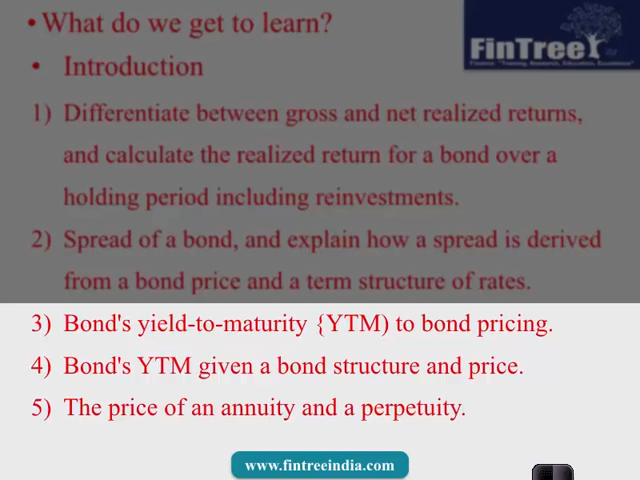 • What do we get to learn?
FinTree
• Introduction
1) Differentiate between gross and net realized returns,
and calculate the realized return for a bond over a
holding period including reinvestments.
2) Spread of a bond, and explain how a spread is derived
from a bond price and a term structure of rates.
3) Bond's yield-to-maturity {YTM) to bond pricing.
4) Bond's YTM given a bond structure and price.
5) The price of an annuity and a perpetuity.
www.fintreeindia.com